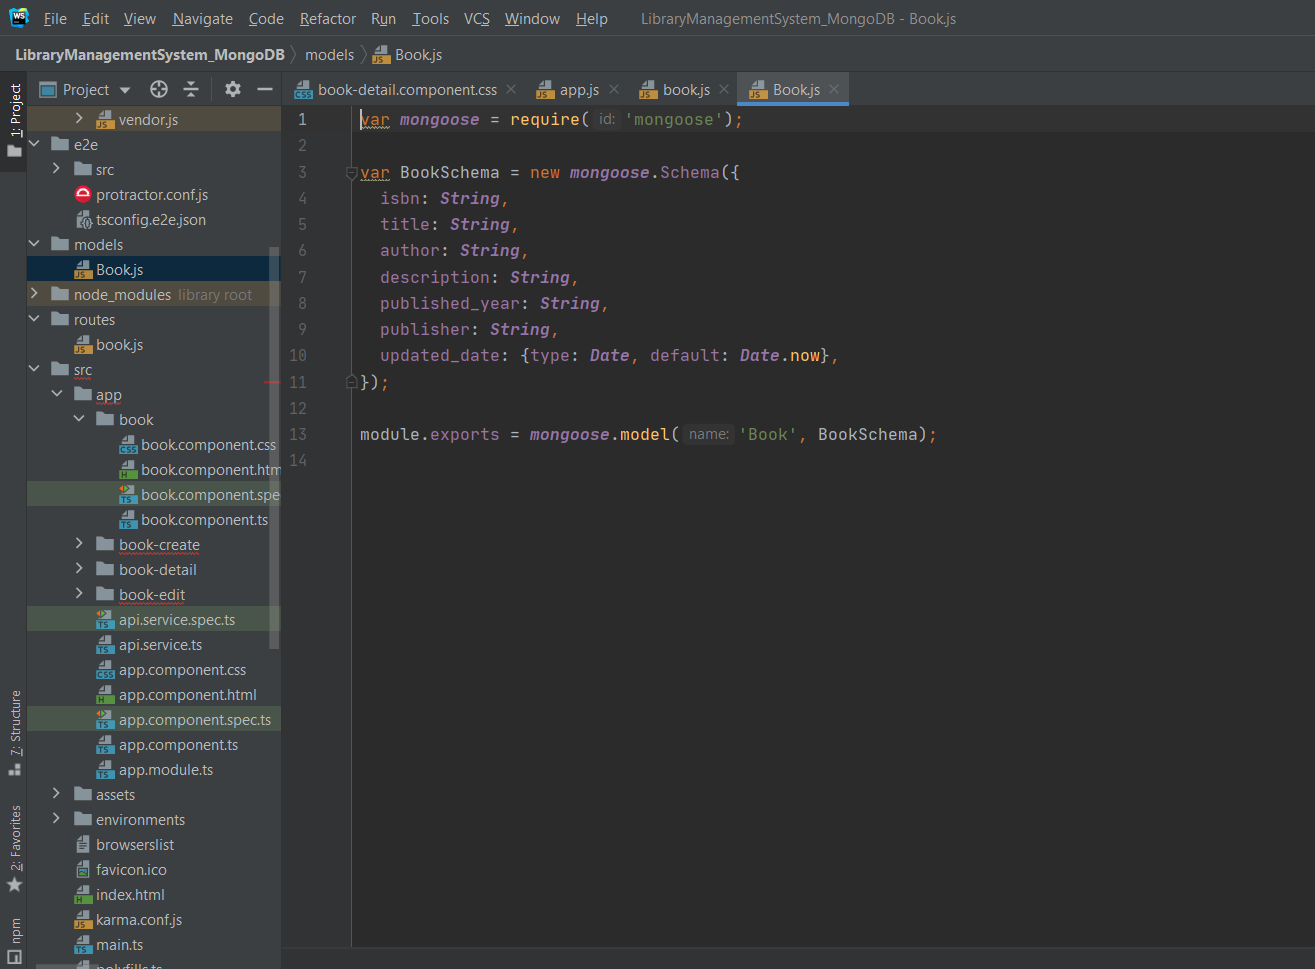 WS File Edit View Navigate Code Refactor Run Tools VCS Window Help LibraryManagementSystem_MongoDB - Book.js
LibraryManagementSystem_MongoDB models Book.js
1: Project
7: Structure
2: Favorites
npm
Project
vendor.js
e2e
src
protractor.conf.js
tsconfig.e2e.json
models
Book.js
node_modules library root
routes
book.js
src
app
book
book.component.css
book.component.htm
book.component.spe
book.component.ts
book-create
book-detail
book-edit
api.service.spec.ts
api.service.ts
app.component.css
app.component.html
app.component.spec.ts
app.component.ts
app.module.ts
assets
environments
browserslist
favicon.ico
index.html
karma.conf.js
main.ts
polyfills.ts
book-detail.component.css app.js book.js Book.js
1 var mongoose = require( id: 'mongoose');
2
3 var BookSchema = new mongoose.Schema({
4 isbn: String,
5 title: String,
6 author: String,
7 description: String,
8 published_year: String,
9 publisher: String,
10 updated_date: {type: Date, default: Date.now},
11 });
12
13 module.exports = mongoose.model( name: 'Book', BookSchema);
14